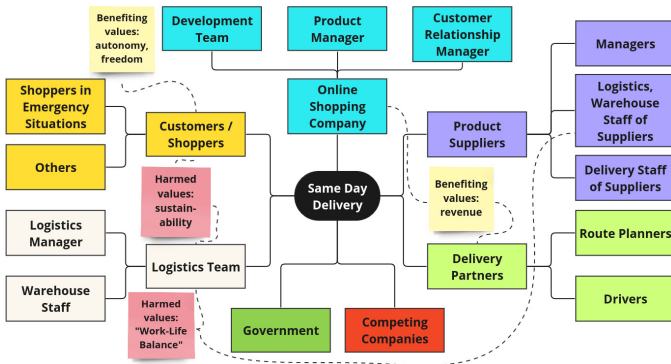 Benefiting
values:
autonomy,
freedom
Development
Team
Product
Manager
Customer
Relationship
Manager
Managers
Shoppers in
Emergency
Situations
Online
Shopping
Company
Logistics,
Warehouse
Staff of
Suppliers
Customers /
Shoppers
Product
Suppliers
Others
Delivery Staff
of Suppliers
Harmed
values:
sustain-
ability
Same Day
Delivery
Benefiting
values:
revenue
Logistics
Manager
Route Planners
Logistics Team
Delivery
Partners
Warehouse
Staff
Drivers
Harmed
values:
"Work-Life
Balance"
Government
Competing
Companies